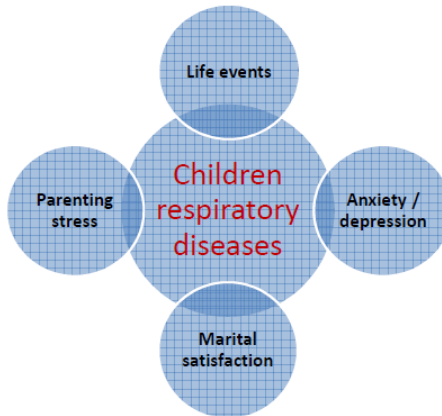 Life events
Children
respiratory
diseases
Parenting
stress
Anxiety /
depression
Marital
satisfaction